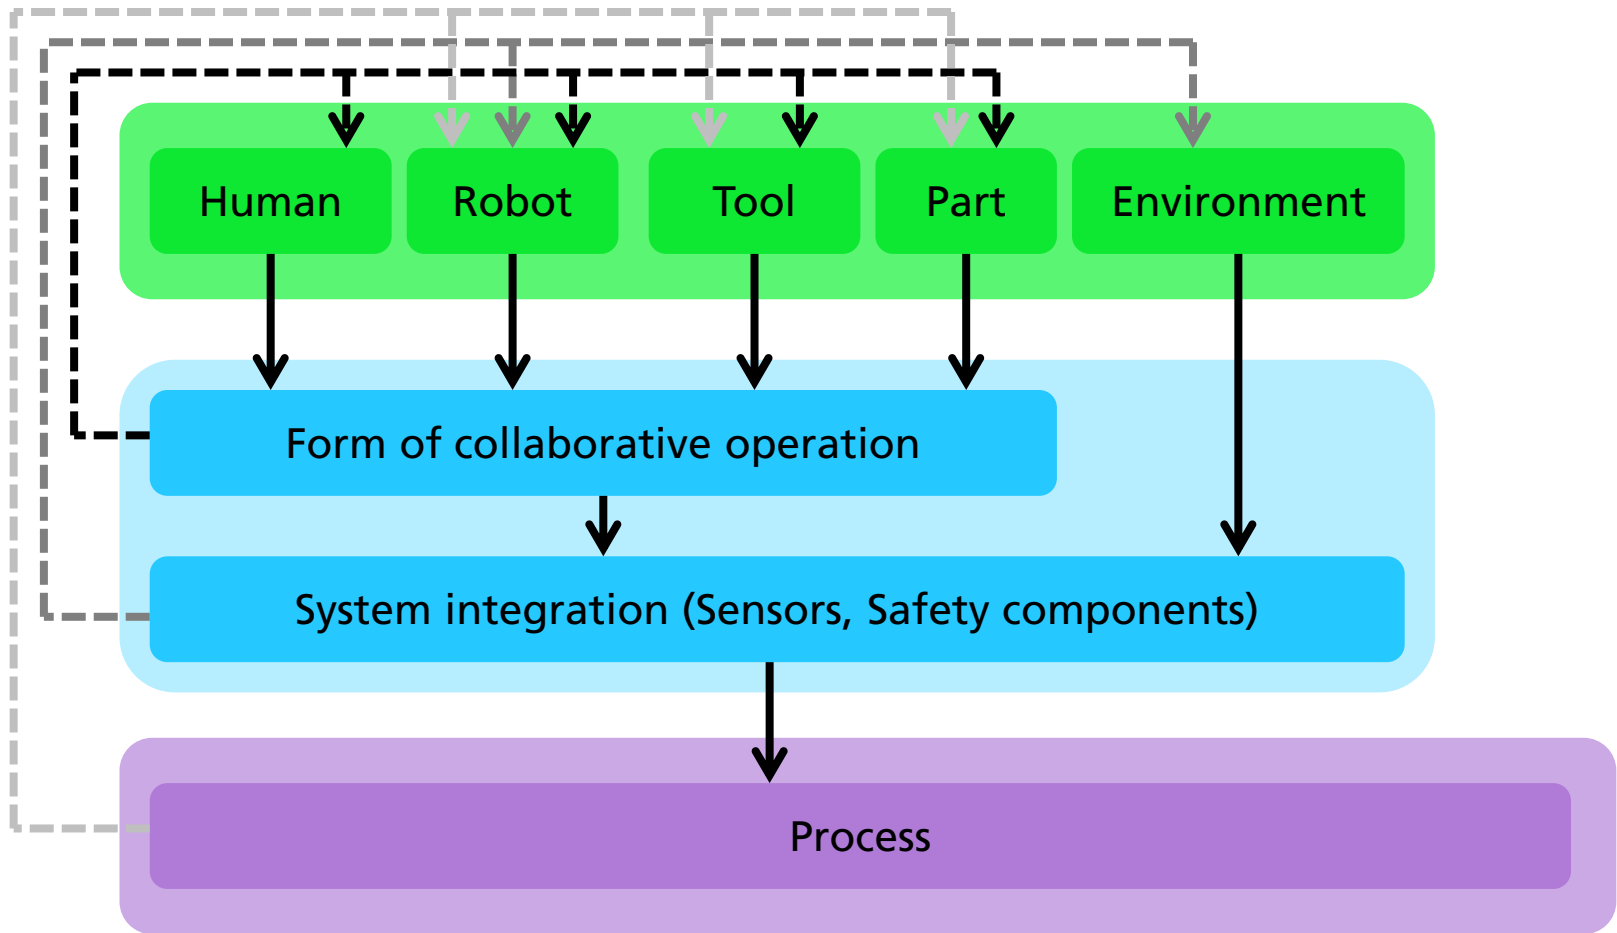 Human
Robot
Tool
Part
Environment
Form of collaborative operation
System integration (Sensors, Safety components)
Process